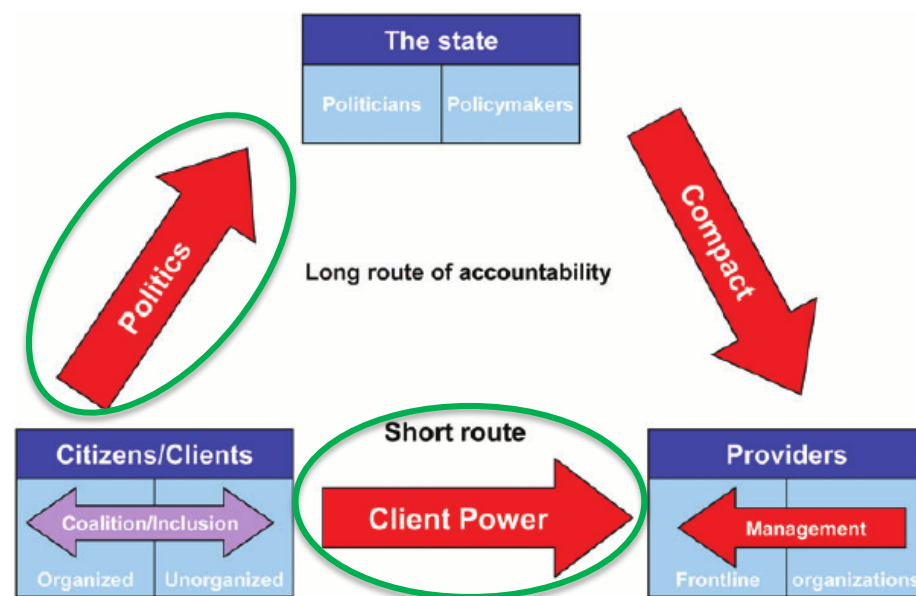 The state
Politicians
Policymakers
Politics
Compact
Long route of accountability
Short route
Citizens/Clients
Client Power
Providers
Coalition/Inclusion
Management
Organized
Unorganized
Frontline
organizations